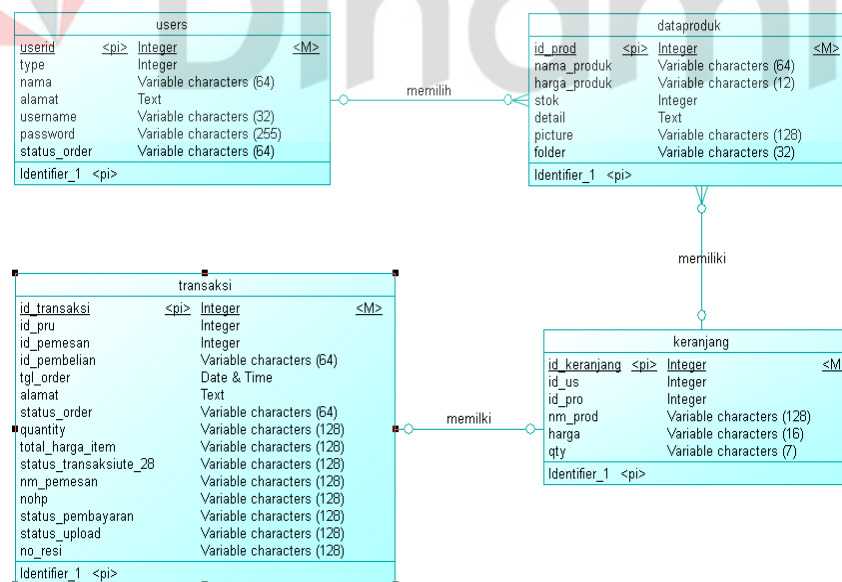 Dinami
users
userid <pi> Integer <M>
type Integer
nama Variable characters (64)
alamat Text
username Variable characters (32)
password Variable characters (255)
status_order Variable characters (64)
Identifier_1 <pi>
memilih
dataproduk
id_prod <pi> Integer <M>
nama_produk Variable characters (64)
harga_produk Variable characters (12)
stok Integer
detail Text
picture Variable characters (128)
folder Variable characters (32)
Identifier_1 <pi>
memiliki
transaksi
id_transaksi <pi> Integer <M>
id_pru Integer
id_pemesan Integer
id_pembelian Variable characters (64)
tgl_order Date & Time
alamat Text
status_order Variable characters (64)
quantity Variable characters (128)
total_harga_item Variable characters (128)
status_transaksiute_28 Variable characters (128)
nm_pemesan Variable characters (128)
nohp Variable characters (128)
status_pembayaran Variable characters (128)
status_upload Variable characters (128)
no_resi Variable characters (128)
Identifier_1 <pi>
memilki
keranjang
id_keranjang <pi> Integer <M
id_us Integer
id_pro Integer
nm_prod Variable characters (128)
harga Variable characters (16)
qty Variable characters (7)
Identifier_1 <pi>